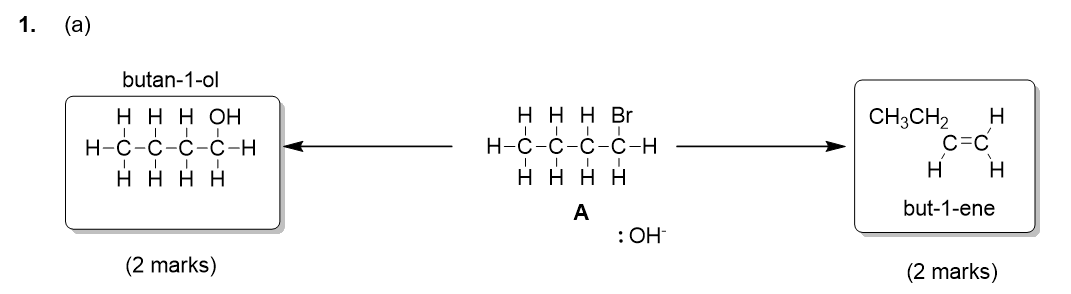 1. (a)
butan-1-ol
H H H OH
H-C-C-C-C-H
H H H H
(2 marks)
H H H Br
H-C-C-C-C-H
H H H H
A
:OH⁻
CH₃CH₂ H
C=C
H H
but-1-ene
(2 marks)